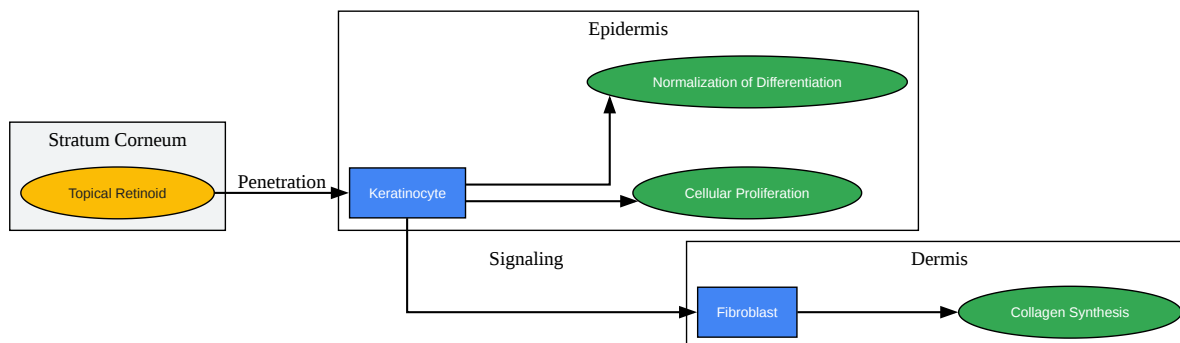 Epidermis
Normalization of Differentiation
Stratum Corneum
Topical Retinoid
Penetration
Keratinocyte
Cellular Proliferation
Signaling
Dermis
Fibroblast
Collagen Synthesis